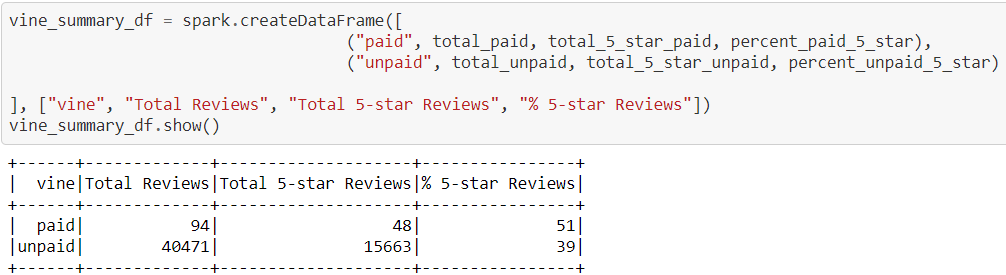 vine_summary_df = spark.createDataFrame([
                                ("paid", total_paid, total_5_star_paid, percent_paid_5_star),
                                ("unpaid", total_unpaid, total_5_star_unpaid, percent_unpaid_5_star)
], ["vine", "Total Reviews", "Total 5-star Reviews", "% 5-star Reviews"])
vine_summary_df.show()
+------+-------------+--------------------+----------------+
|  vine|Total Reviews|Total 5-star Reviews|% 5-star Reviews|
+------+-------------+--------------------+----------------+
|  paid|           94|                  48|              51|
|unpaid|        40471|               15663|              39|
+------+-------------+--------------------+----------------+